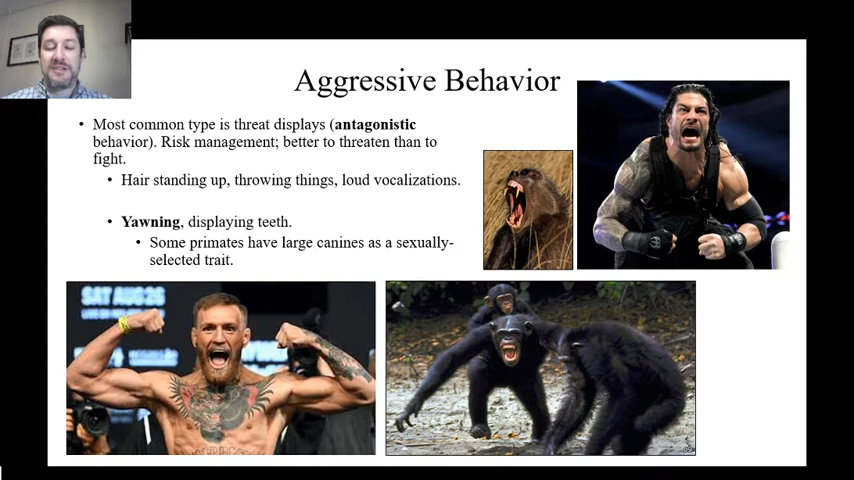 Aggressive Behavior
• Most common type is threat displays (antagonistic
behavior). Risk management; better to threaten than to
fight.
• Hair standing up, throwing things, loud vocalizations.
• Yawning, displaying teeth.
• Some primates have large canines as a sexually-
selected trait.
SAT AUG 26